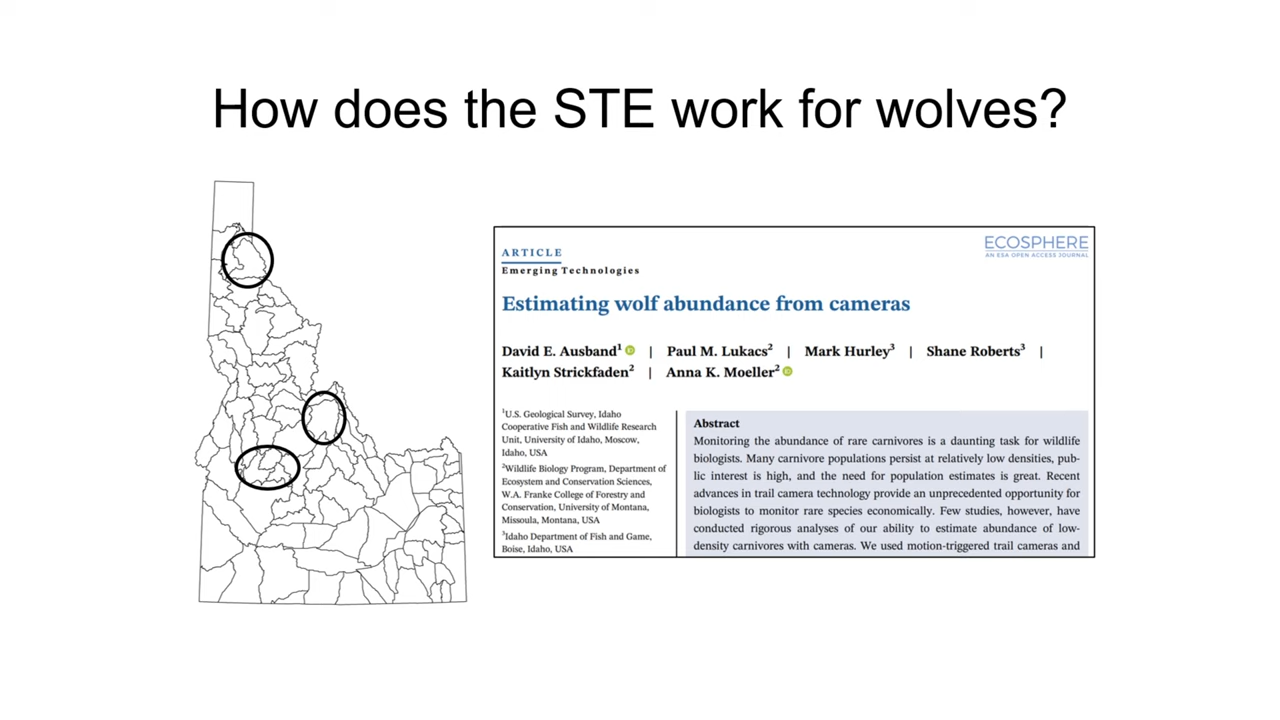 How does the STE work for wolves?
ECOSPHERE
AN ESA OPEN ACCESS JOURNAL
ARTICLE
Emerging Technologies
Estimating wolf abundance from cameras
David E. Ausband1 iD | Paul M. Lukacs2 | Mark Hurley3 | Shane Roberts3 |
Kaitlyn Strickfaden2 | Anna K. Moeller2 iD
1U.S. Geological Survey, Idaho
Cooperative Fish and Wildlife Research
Unit, University of Idaho, Moscow,
Idaho, USA
2Wildlife Biology Program, Department of
Ecosystem and Conservation Sciences,
W.A. Franke College of Forestry and
Conservation, University of Montana,
Missoula, Montana, USA
3Idaho Department of Fish and Game,
Boise, Idaho, USA
Abstract
Monitoring the abundance of rare carnivores is a daunting task for wildlife
biologists. Many carnivore populations persist at relatively low densities, pub-
lic interest is high, and the need for population estimates is great. Recent
advances in trail camera technology provide an unprecedented opportunity for
biologists to monitor rare species economically. Few studies, however, have
conducted rigorous analyses of our ability to estimate abundance of low-
density carnivores with cameras. We used motion-triggered trail cameras and